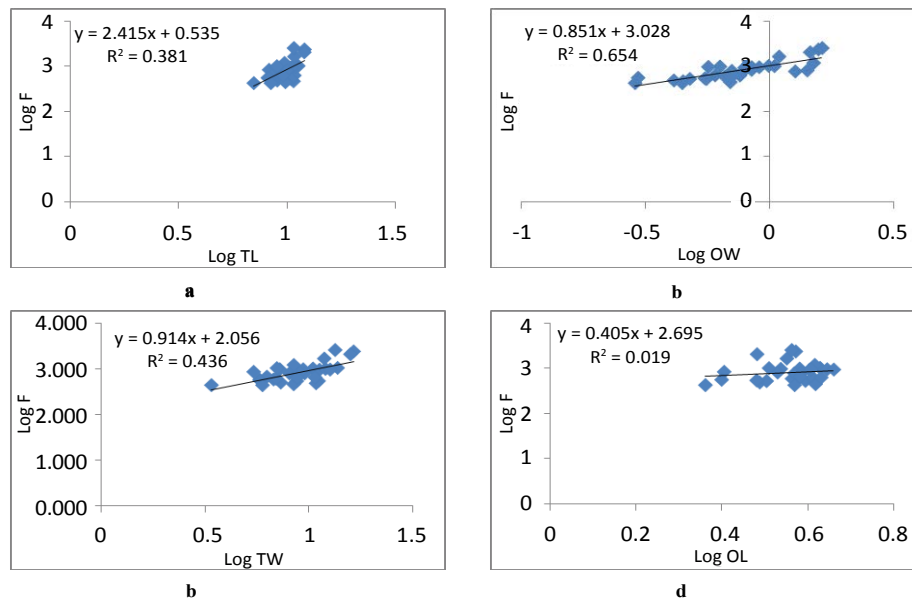 y = 2.415x + 0.535
R² = 0.381
4
3
2
1
0
0
0.5
1
1.5
Log F
Log TL
a
y = 0.851x + 3.028
R² = 0.654
4
3
2
1
0
-1
-0.5
0
0.5
Log F
Log OW
b
y = 0.914x + 2.056
R² = 0.436
4.000
3.000
2.000
1.000
0.000
0
0.5
1
1.5
Log F
Log TW
b
y = 0.405x + 2.695
R² = 0.019
4
3
2
1
0
0
0.2
0.4
0.6
0.8
Log F
Log OL
d